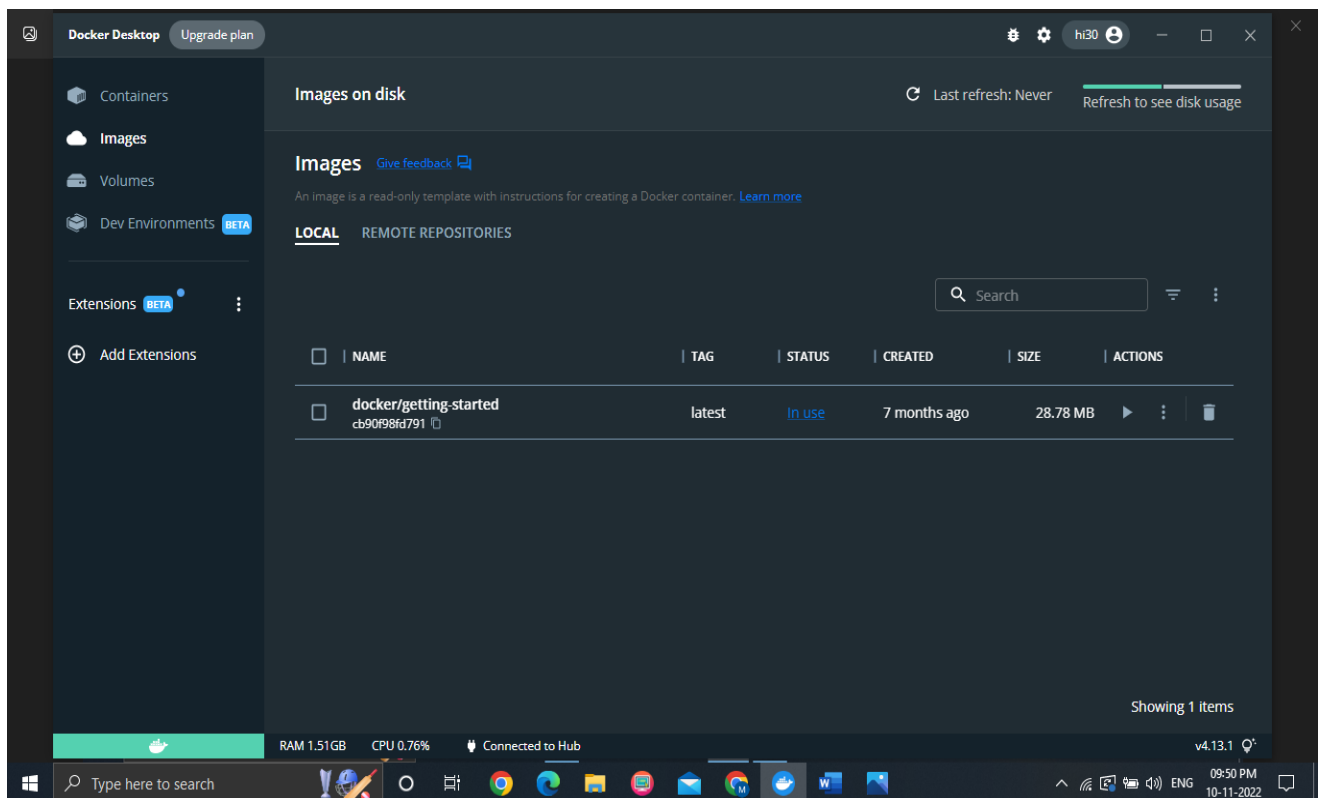 Docker Desktop Upgrade plan hi30
Containers
Images
Volumes
Dev Environments BETA
Extensions BETA
Add Extensions
Images on disk Last refresh: Never Refresh to see disk usage
Images Give feedback
An image is a read-only template with instructions for creating a Docker container. Learn more
LOCAL REMOTE REPOSITORIES
Search
NAME TAG STATUS CREATED SIZE ACTIONS
docker/getting-started latest In use 7 months ago 28.78 MB
cb90f98fd791
Showing 1 items
RAM 1.51GB CPU 0.76% Connected to Hub v4.13.1
Type here to search ENG 09:50 PM
10-11-2022